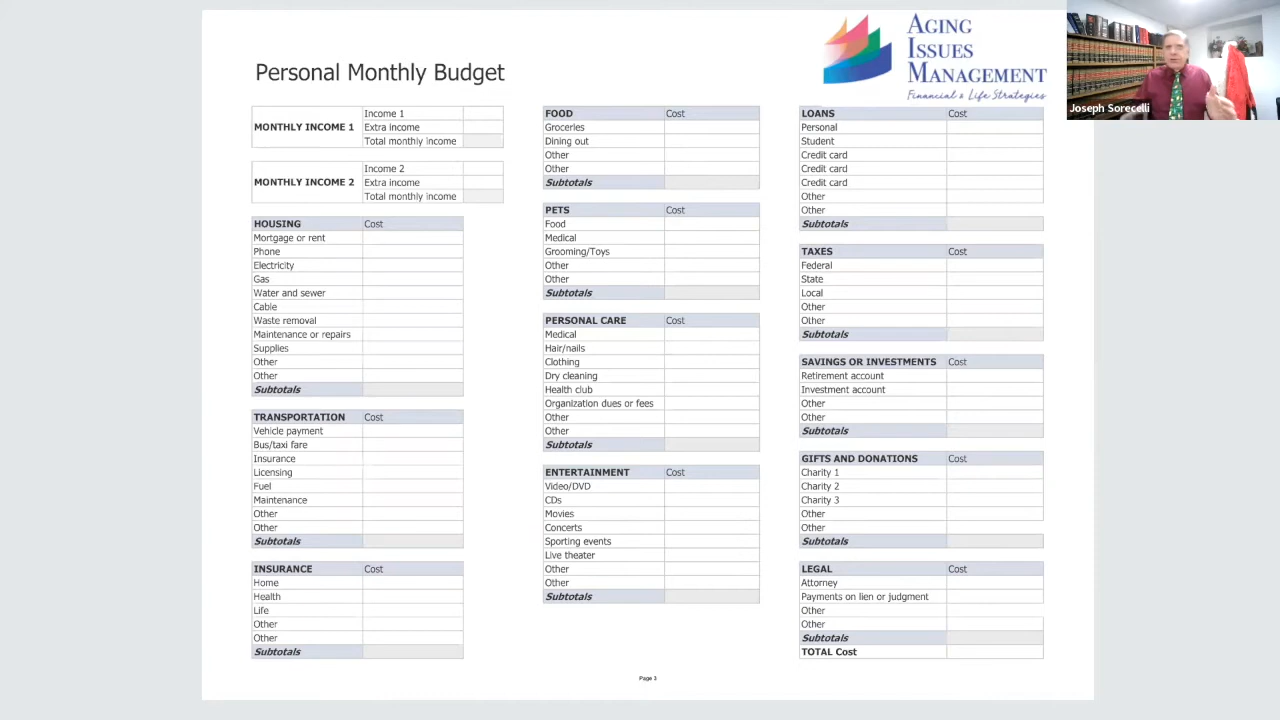 Personal Monthly Budget
AGING
ISSUES
MANAGEMENT
Financial & Life Strategies
Joseph Sorecelli
MONTHLY INCOME 1
Income 1
Extra income
Total monthly income
MONTHLY INCOME 2
Income 2
Extra income
Total monthly income
HOUSING Cost
Mortgage or rent
Phone
Electricity
Gas
Water and sewer
Cable
Waste removal
Maintenance or repairs
Supplies
Other
Other
Subtotals
TRANSPORTATION Cost
Vehicle payment
Bus/taxi fare
Insurance
Licensing
Fuel
Maintenance
Other
Other
Subtotals
INSURANCE Cost
Home
Health
Life
Other
Other
Subtotals
FOOD Cost
Groceries
Dining out
Other
Other
Subtotals
PETS Cost
Food
Medical
Grooming/Toys
Other
Other
Subtotals
PERSONAL CARE Cost
Medical
Hair/nails
Clothing
Dry cleaning
Health club
Organization dues or fees
Other
Other
Subtotals
ENTERTAINMENT Cost
Video/DVD
CDs
Movies
Concerts
Sporting events
Live theater
Other
Other
Subtotals
LOANS Cost
Personal
Student
Credit card
Credit card
Credit card
Other
Other
Subtotals
TAXES Cost
Federal
State
Local
Other
Other
Subtotals
SAVINGS OR INVESTMENTS Cost
Retirement account
Investment account
Other
Other
Subtotals
GIFTS AND DONATIONS Cost
Charity 1
Charity 2
Charity 3
Other
Other
Subtotals
LEGAL Cost
Attorney
Payments on lien or judgment
Other
Other
Subtotals
TOTAL Cost
Page 3